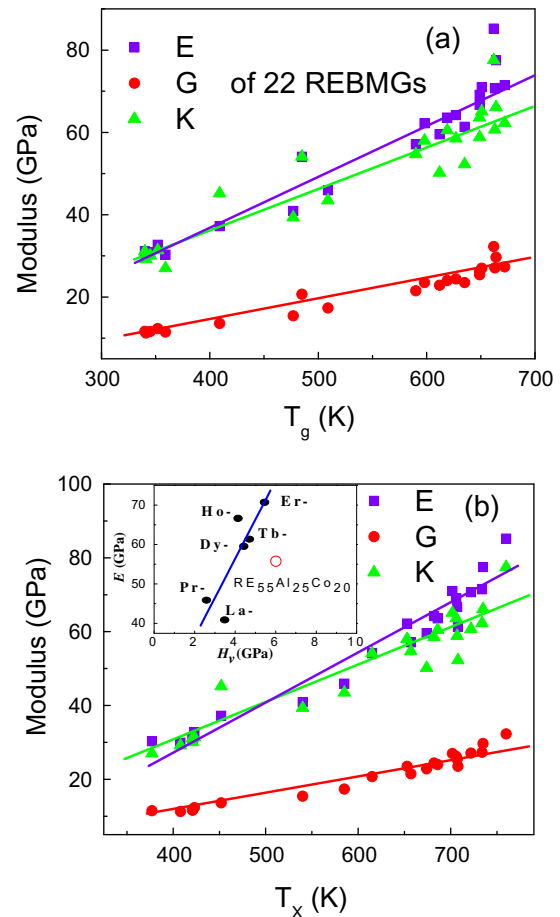 (a)
E
G of 22 REBMGs
K
80
60
40
20
Modulus (GPa)
300 400 500 600 700
T_g (K)
(b)
E
G
K
100
80
60
40
20
Modulus (GPa)
400 500 600 700
T_X (K)
70
60
50
40
E (GPa)
Er-
Ho-
Tb-
Dy-
RE55Al25Co20
Pr-
La-
0 2 4 6 8 10
H_v(GPa)